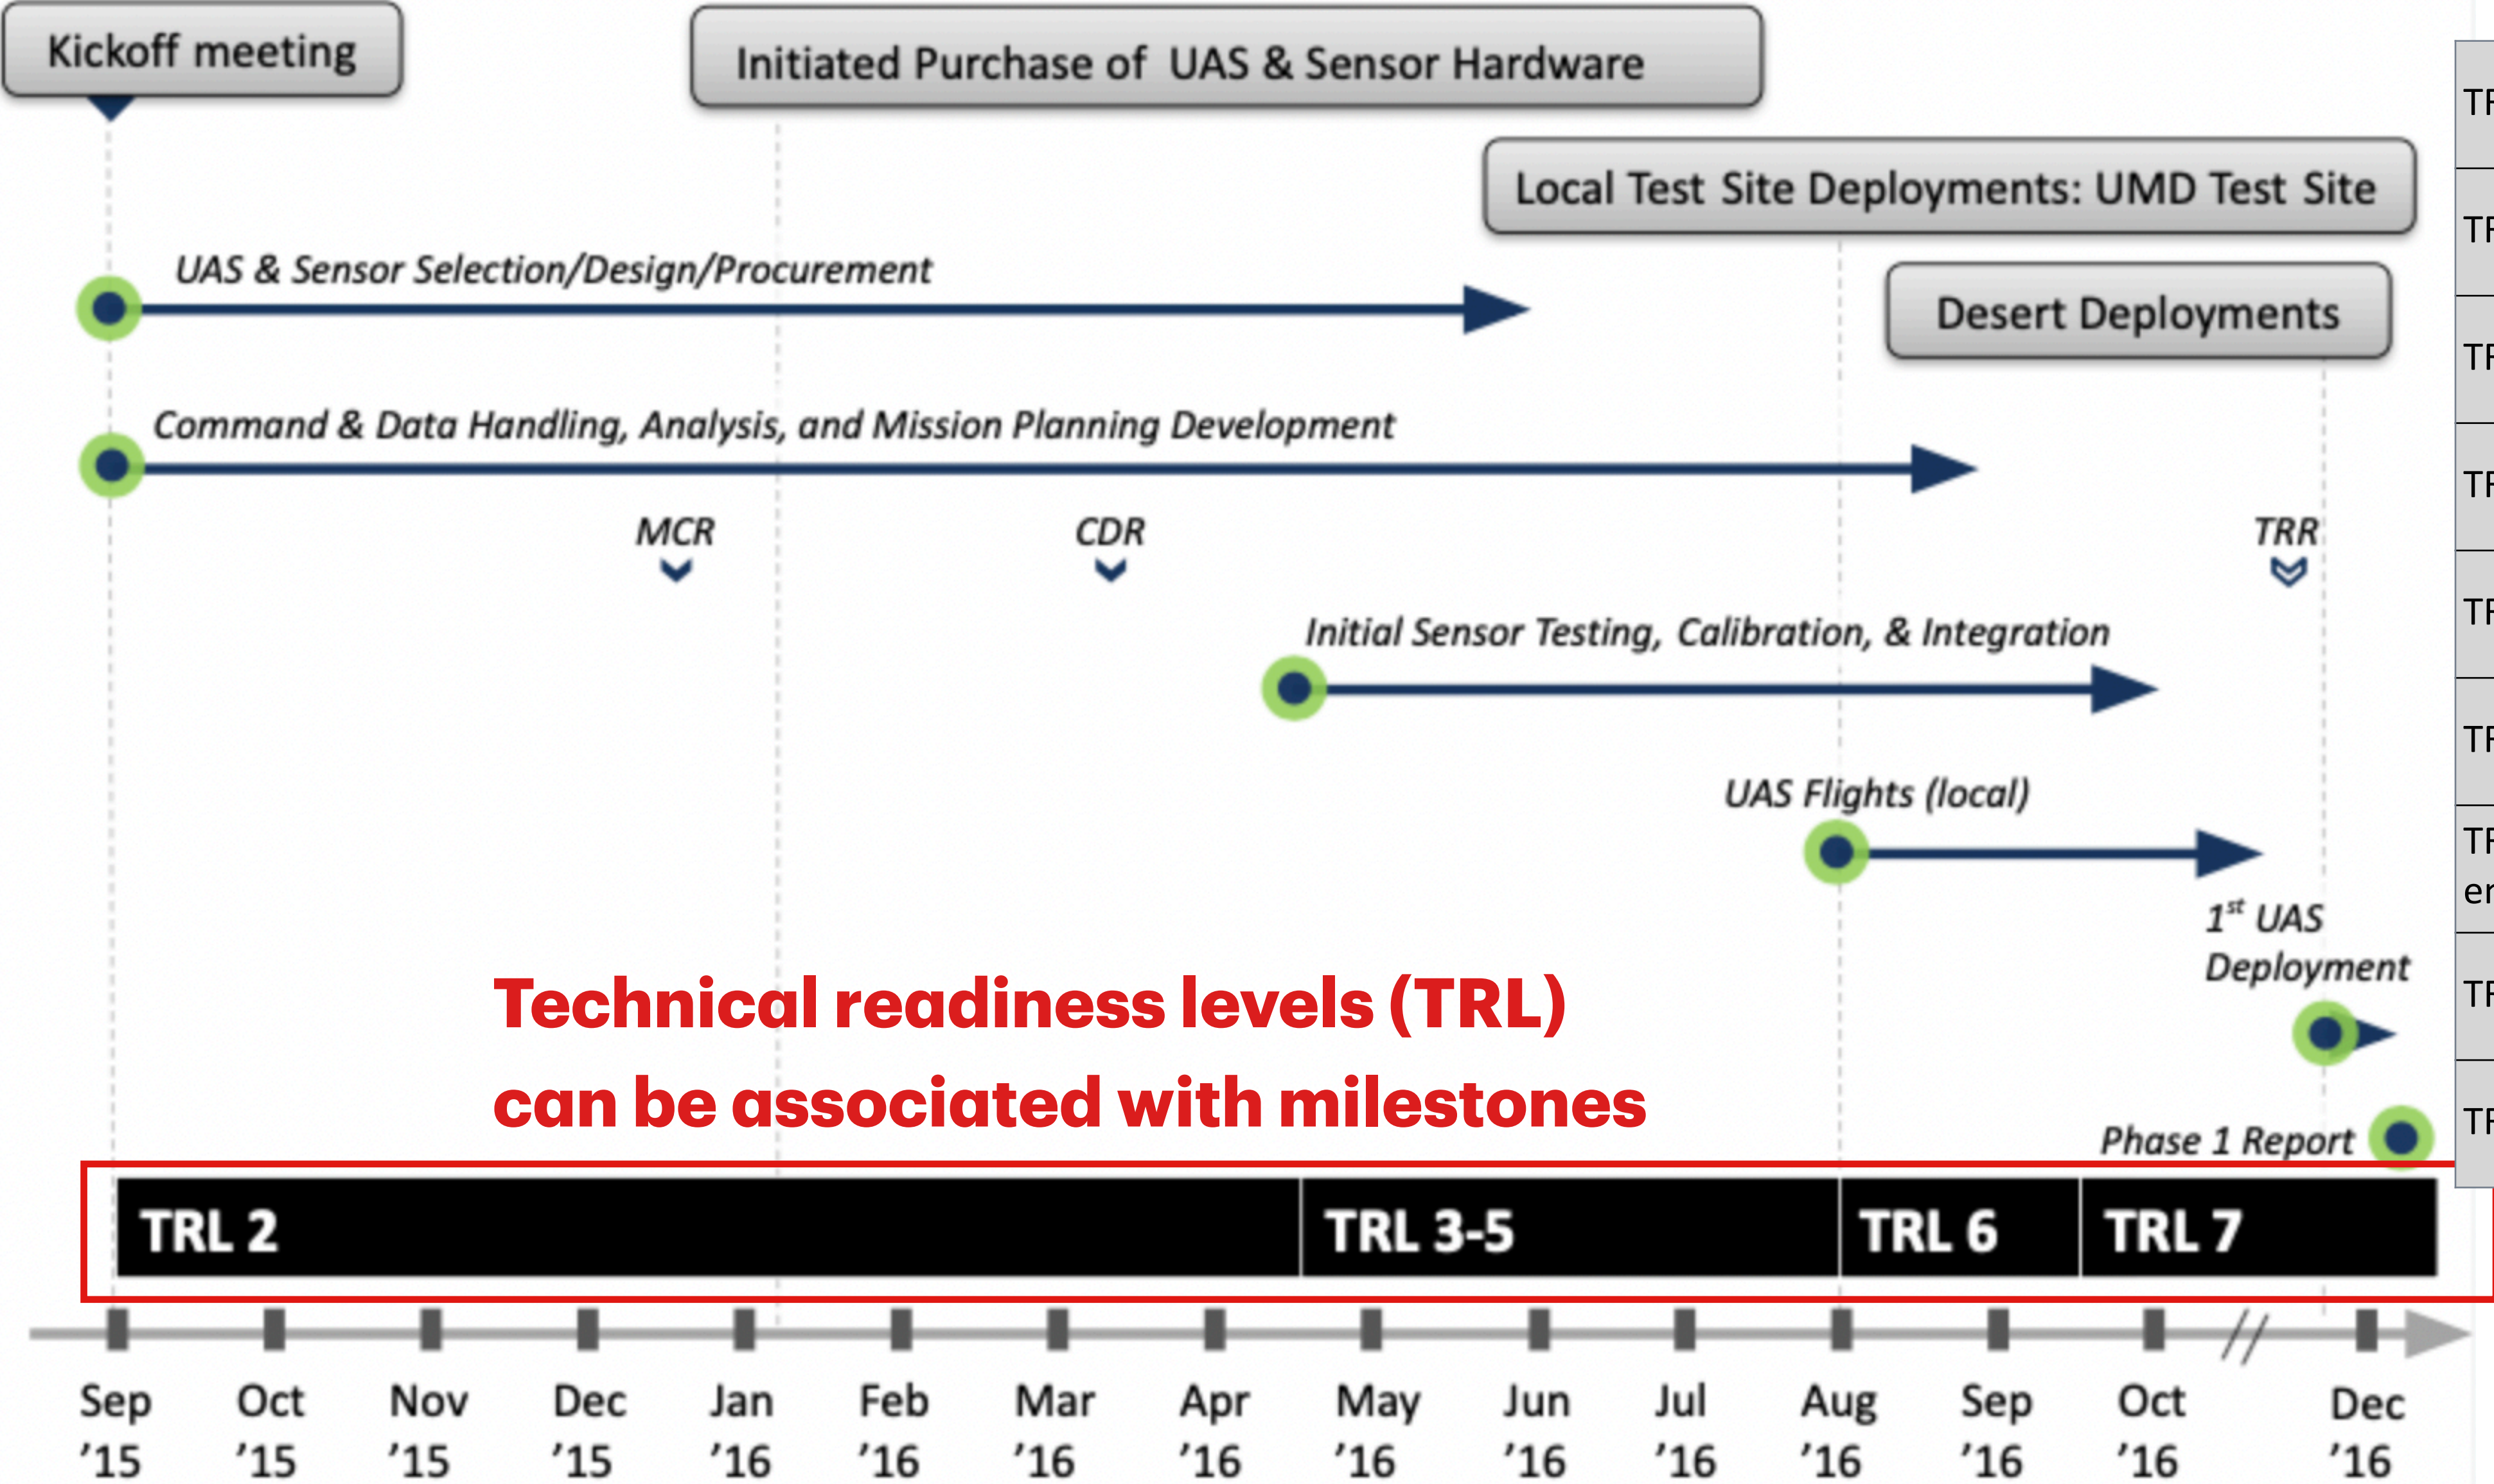 Kickoff meeting
Initiated Purchase of UAS & Sensor Hardware
Local Test Site Deployments: UMD Test Site
Desert Deployments
UAS & Sensor Selection/Design/Procurement
Command & Data Handling, Analysis, and Mission Planning Development
MCR
CDR
TRR
Initial Sensor Testing, Calibration, & Integration
UAS Flights (local)
1st UAS
Deployment
Technical readiness levels (TRL)
can be associated with milestones
Phase 1 Report
TRL 2
TRL 3-5
TRL 6
TRL 7
Sep
’15
Oct
’15
Nov
’15
Dec
’15
Jan
’16
Feb
’16
Mar
’16
Apr
’16
May
’16
Jun
’16
Jul
’16
Aug
’16
Sep
’16
Oct
’16
Dec
’16